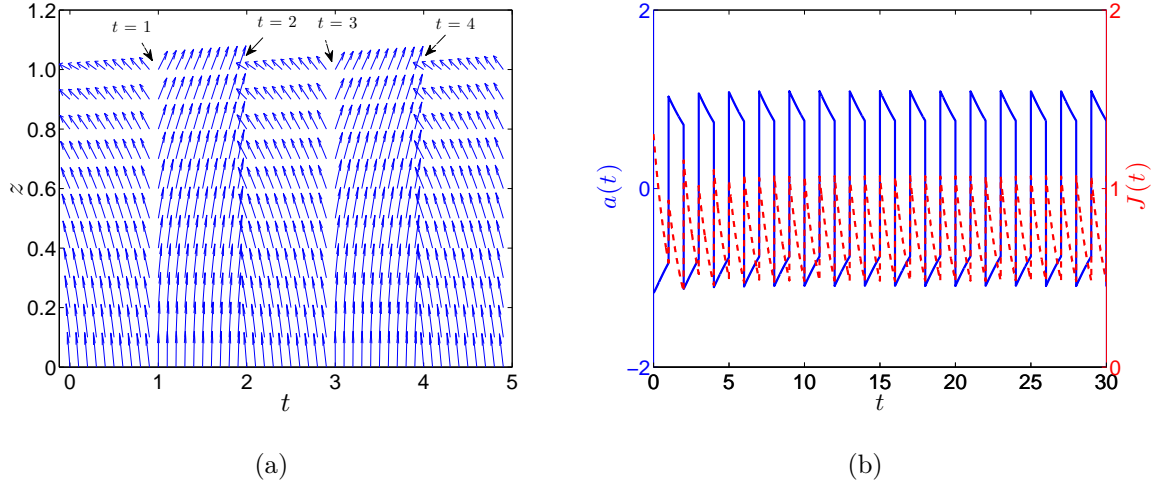 t = 1
t = 2
t = 3
t = 4
1.2
1.0
0.8
0.6
0.4
0.2
0
z
0 1 2 3 4 5
t
(a)
2
0
−2
a(t)
2
1
0
J(t)
0 5 10 15 20 25 30
t
(b)